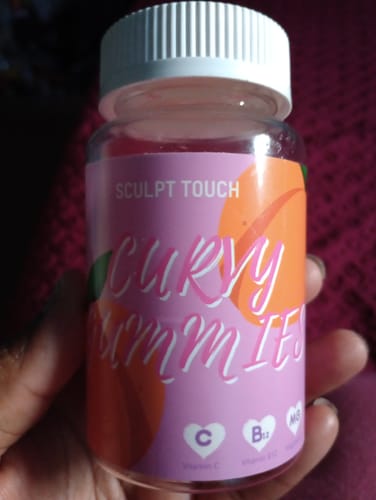 SCULPT TOUCH
CURVY
GUMMIES
C B12
Vitamin C Vitamin B12